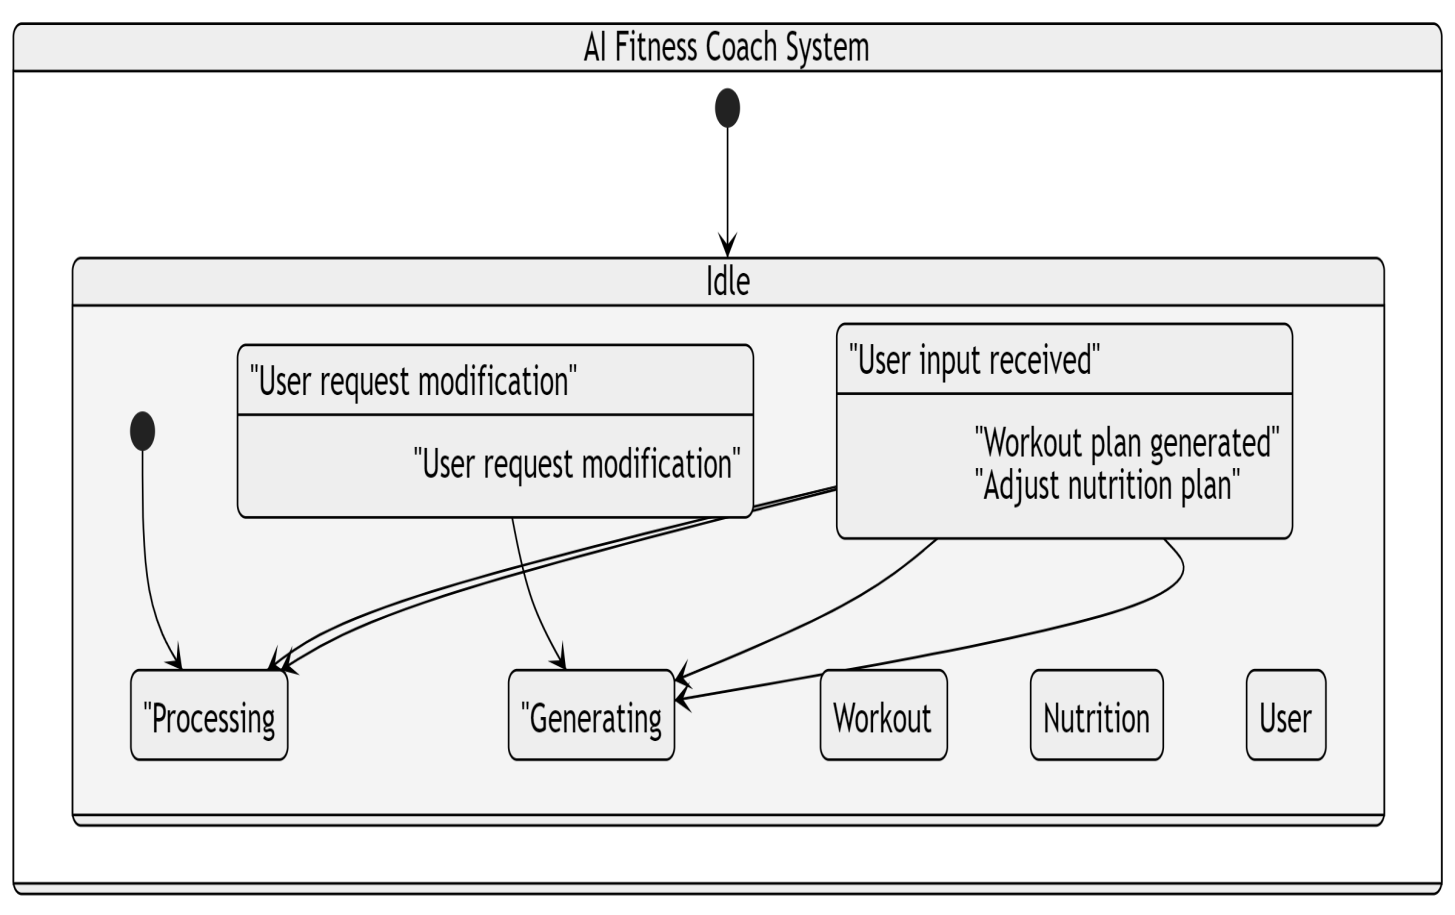 AI Fitness Coach System
Idle
"User request modification"
"User request modification"
"User input received"
"Workout plan generated"
"Adjust nutrition plan"
"Processing
"Generating
Workout
Nutrition
User